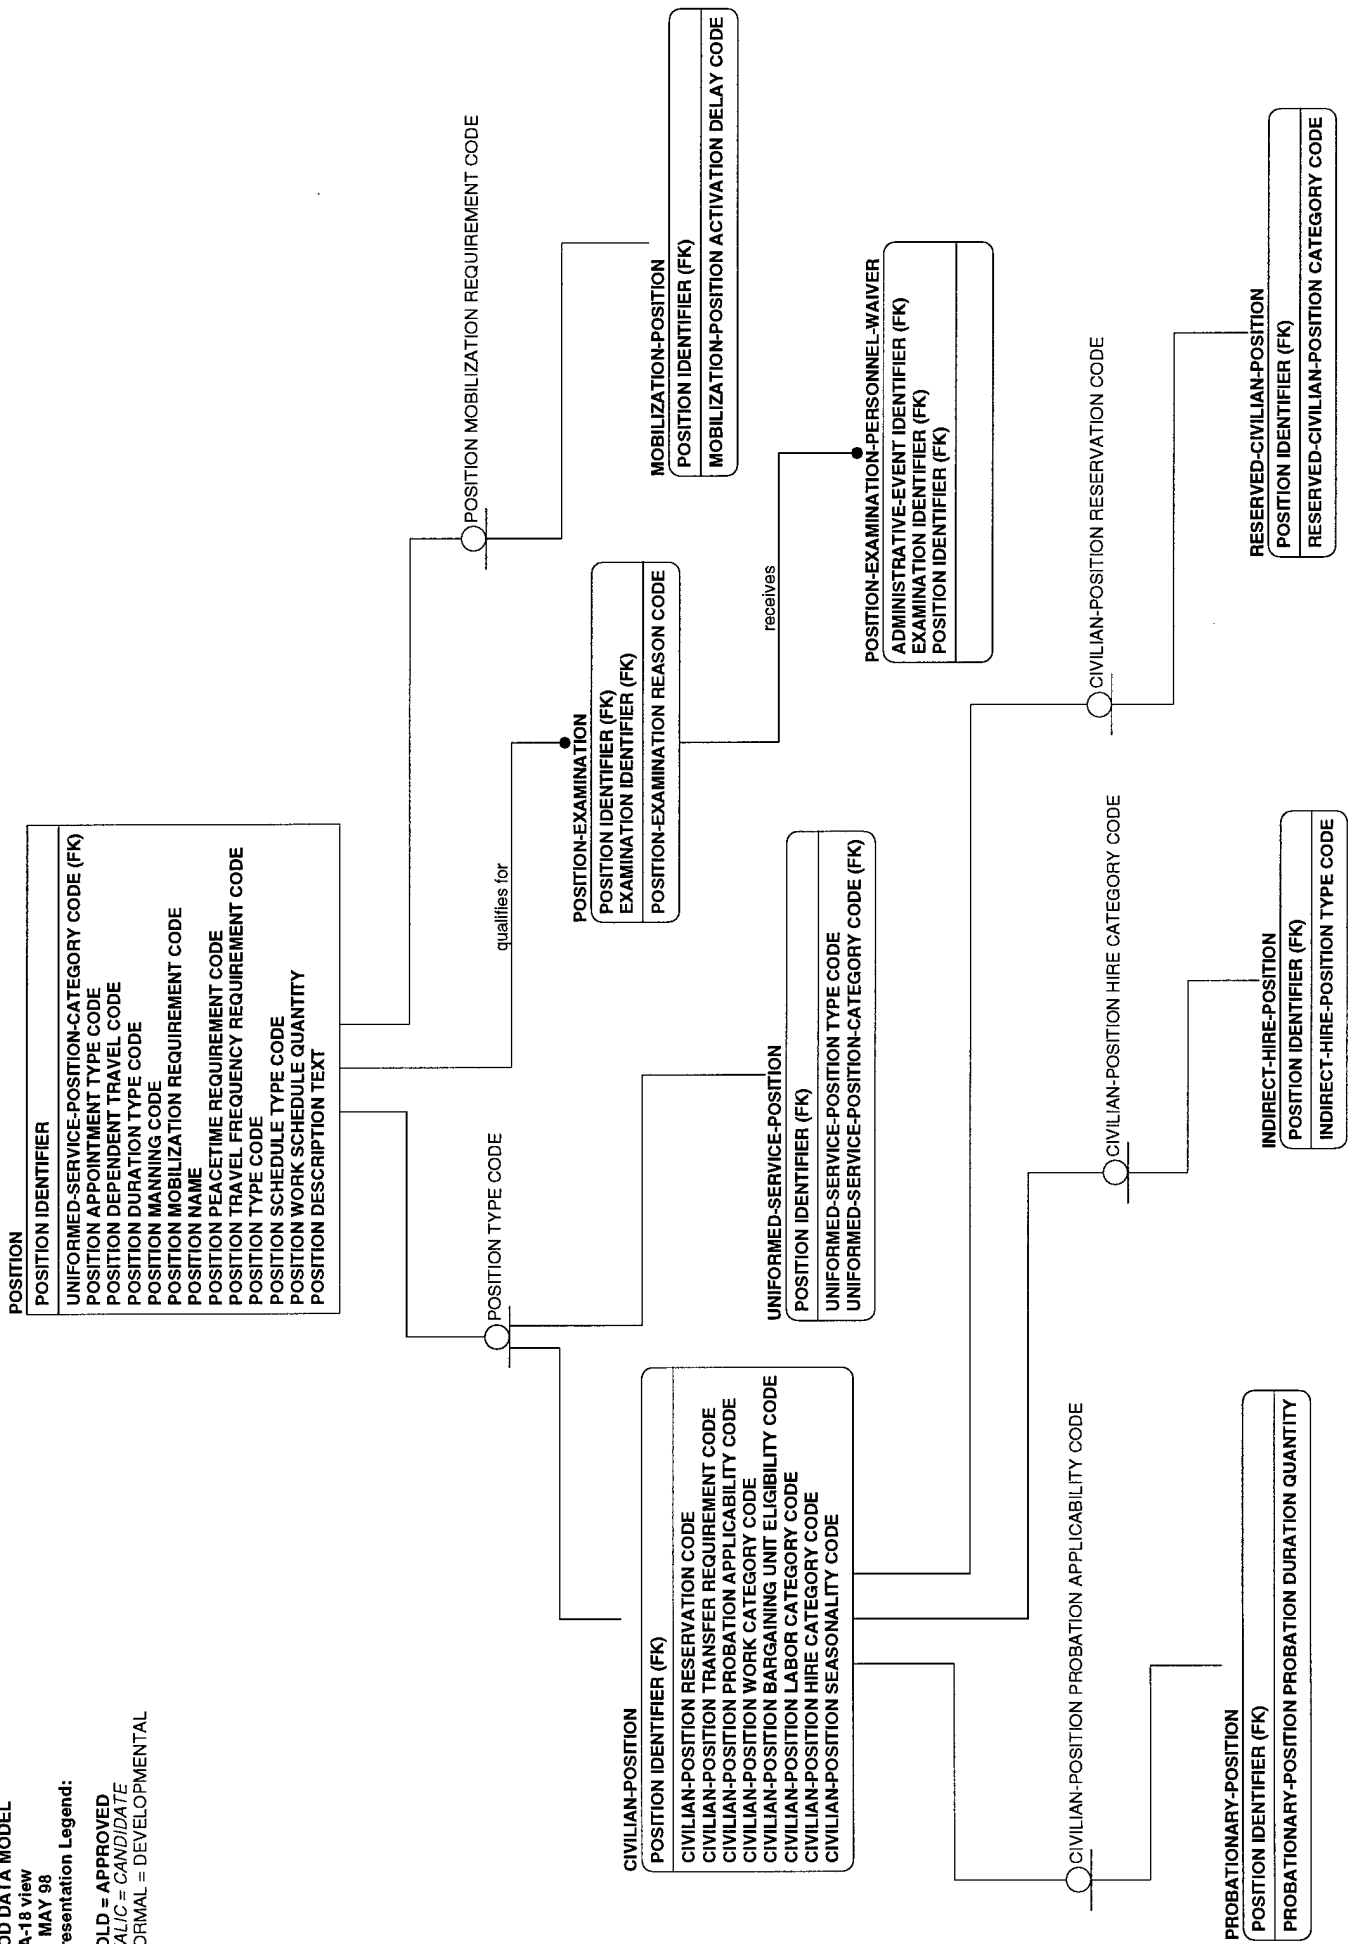 OD DATA MODEL
A-18 view
MAY 98
esentation Legend:
OLD = APPROVED
ALIC = CANDIDATE
ORMAL = DEVELOPMENTAL
POSITION
POSITION IDENTIFIER
UNIFORMED-SERVICE-POSITION-CATEGORY CODE (FK)
POSITION APPOINTMENT TYPE CODE
POSITION DEPENDENT TRAVEL CODE
POSITION DURATION TYPE CODE
POSITION MANNING CODE
POSITION MOBILIZATION REQUIREMENT CODE
POSITION NAME
POSITION PEACETIME REQUIREMENT CODE
POSITION TRAVEL FREQUENCY REQUIREMENT CODE
POSITION TYPE CODE
POSITION SCHEDULE TYPE CODE
POSITION WORK SCHEDULE QUANTITY
POSITION DESCRIPTION TEXT
POSITION TYPE CODE
qualifies for
POSITION MOBILIZATION REQUIREMENT CODE
CIVILIAN-POSITION
POSITION IDENTIFIER (FK)
CIVILIAN-POSITION RESERVATION CODE
CIVILIAN-POSITION TRANSFER REQUIREMENT CODE
CIVILIAN-POSITION PROBATION APPLICABILITY CODE
CIVILIAN-POSITION WORK CATEGORY CODE
CIVILIAN-POSITION BARGAINING UNIT ELIGIBILITY CODE
CIVILIAN-POSITION LABOR CATEGORY CODE
CIVILIAN-POSITION HIRE CATEGORY CODE
CIVILIAN-POSITION SEASONALITY CODE
UNIFORMED-SERVICE-POSITION
POSITION IDENTIFIER (FK)
UNIFORMED-SERVICE-POSITION TYPE CODE
UNIFORMED-SERVICE-POSITION-CATEGORY CODE (FK)
POSITION-EXAMINATION
POSITION IDENTIFIER (FK)
EXAMINATION IDENTIFIER (FK)
POSITION-EXAMINATION REASON CODE
MOBILIZATION-POSITION
POSITION IDENTIFIER (FK)
MOBILIZATION-POSITION ACTIVATION DELAY CODE
receives
POSITION-EXAMINATION-PERSONNEL-WAIVER
ADMINISTRATIVE-EVENT IDENTIFIER (FK)
EXAMINATION IDENTIFIER (FK)
POSITION IDENTIFIER (FK)
CIVILIAN-POSITION PROBATION APPLICABILITY CODE
CIVILIAN-POSITION HIRE CATEGORY CODE
CIVILIAN-POSITION RESERVATION CODE
PROBATIONARY-POSITION
POSITION IDENTIFIER (FK)
PROBATIONARY-POSITION PROBATION DURATION QUANTITY
INDIRECT-HIRE-POSITION
POSITION IDENTIFIER (FK)
INDIRECT-HIRE-POSITION TYPE CODE
RESERVED-CIVILIAN-POSITION
POSITION IDENTIFIER (FK)
RESERVED-CIVILIAN-POSITION CATEGORY CODE